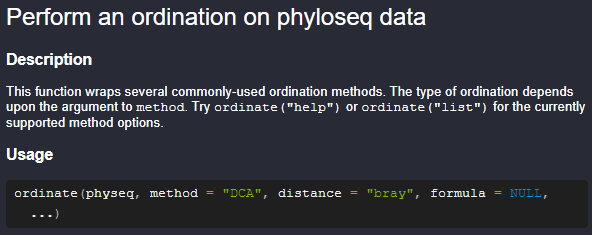 Perform an ordination on phyloseq data
Description
This function wraps several commonly-used ordination methods. The type of ordination depends
upon the argument to method. Try ordinate("help") or ordinate("list") for the currently
supported method options.
Usage
ordinate(physeq, method = "DCA", distance = "bray", formula = NULL,
...)